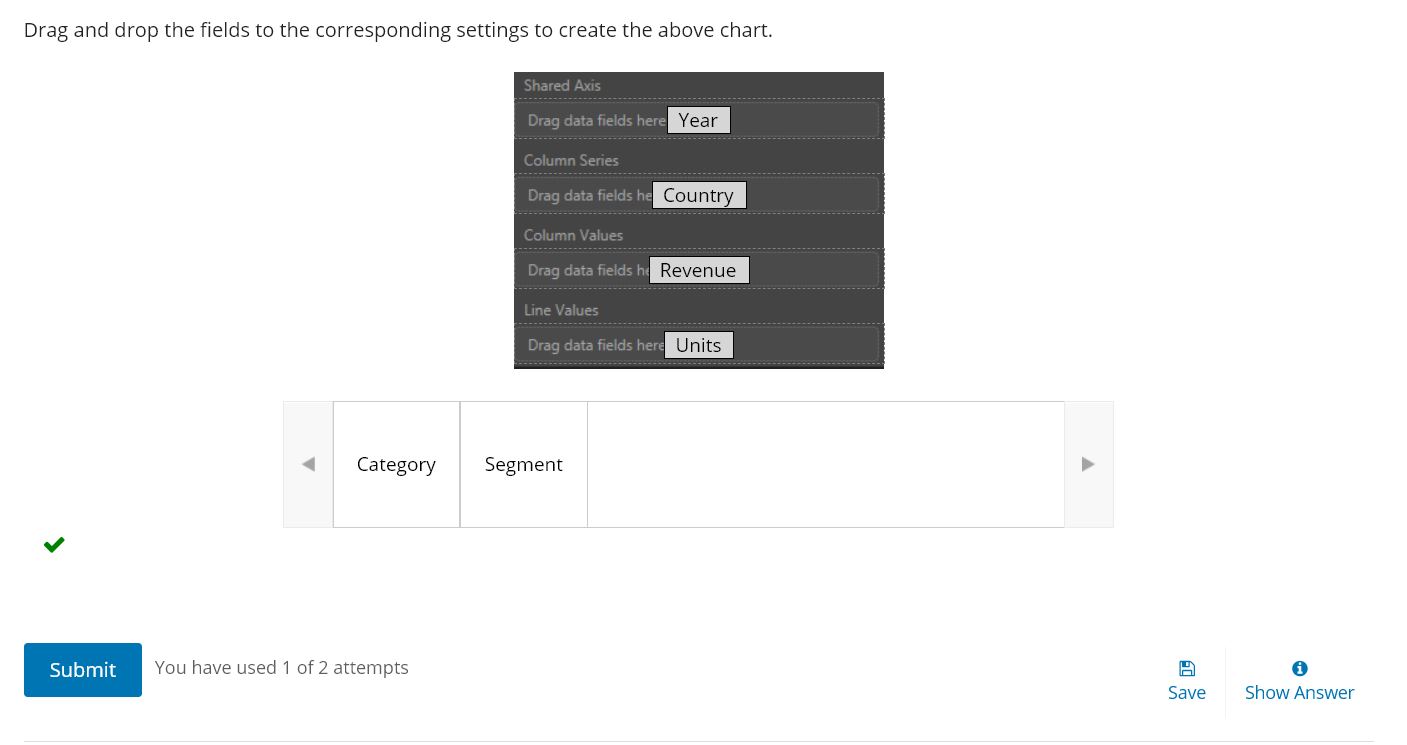 Drag and drop the fields to the corresponding settings to create the above chart.
Shared Axis
Drag data fields here Year
Column Series
Drag data fields he Country
Column Values
Drag data fields he Revenue
Line Values
Drag data fields here Units
Category Segment
Submit You have used 1 of 2 attempts
Save Show Answer